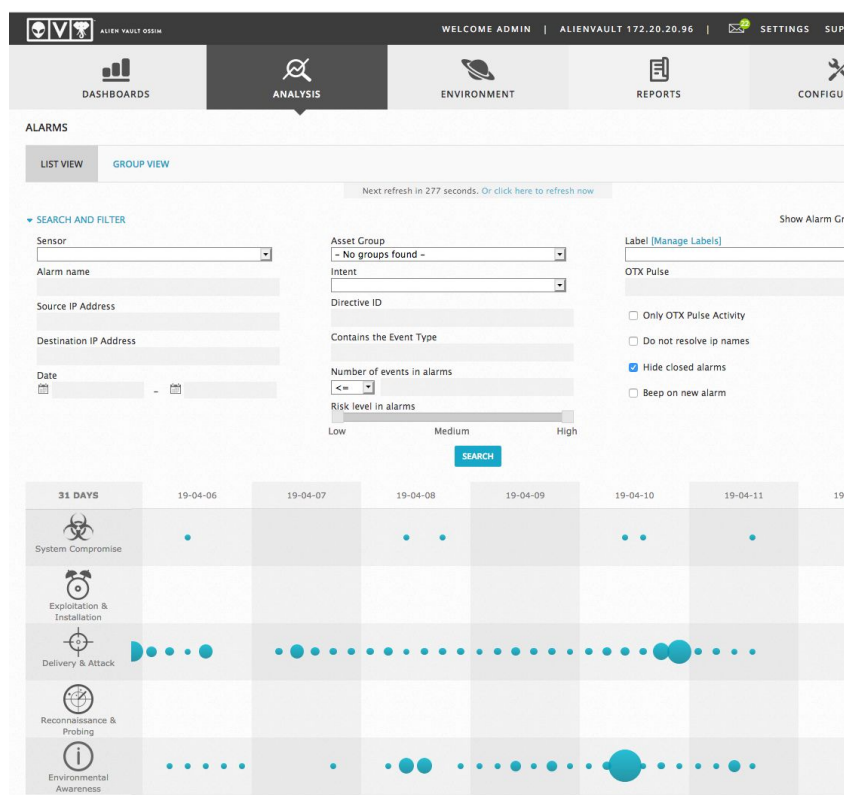 ALIEN VAULT OSSIM
WELCOME ADMIN | ALIENVAULT 172.20.20.96 | 22 SETTINGS SUP
DASHBOARDS
ANALYSIS
ENVIRONMENT
REPORTS
CONFIGU
ALARMS
LIST VIEW
GROUP VIEW
Next refresh in 277 seconds. Or click here to refresh now
SEARCH AND FILTER
Show Alarm Gr
Sensor
Asset Group
Label [Manage Labels]
– No groups found –
Alarm name
Intent
OTX Pulse
Source IP Address
Directive ID
Only OTX Pulse Activity
Destination IP Address
Contains the Event Type
Do not resolve ip names
Date
–
Number of events in alarms
<=
Hide closed alarms
Beep on new alarm
Risk level in alarms
Low Medium High
SEARCH
31 DAYS 19-04-06 19-04-07 19-04-08 19-04-09 19-04-10 19-04-11 19
System Compromise
Exploitation &
Installation
Delivery & Attack
Reconnaissance &
Probing
Environmental
Awareness